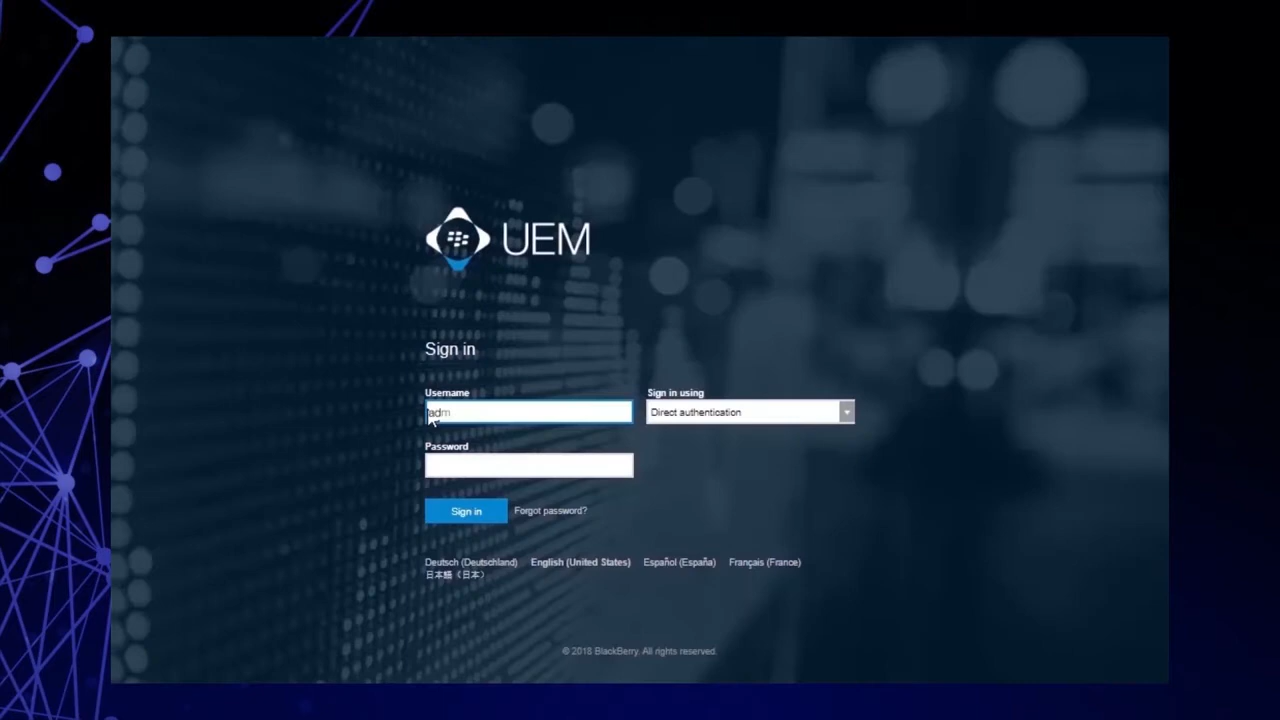 UEM
Sign in
Username
Sign in using
adm
Direct authentication
Password
Sign in
Forgot password?
Deutsch (Deutschland)
English (United States)
Español (España)
Français (France)
日本語 (日本)
© 2018 BlackBerry. All rights reserved.